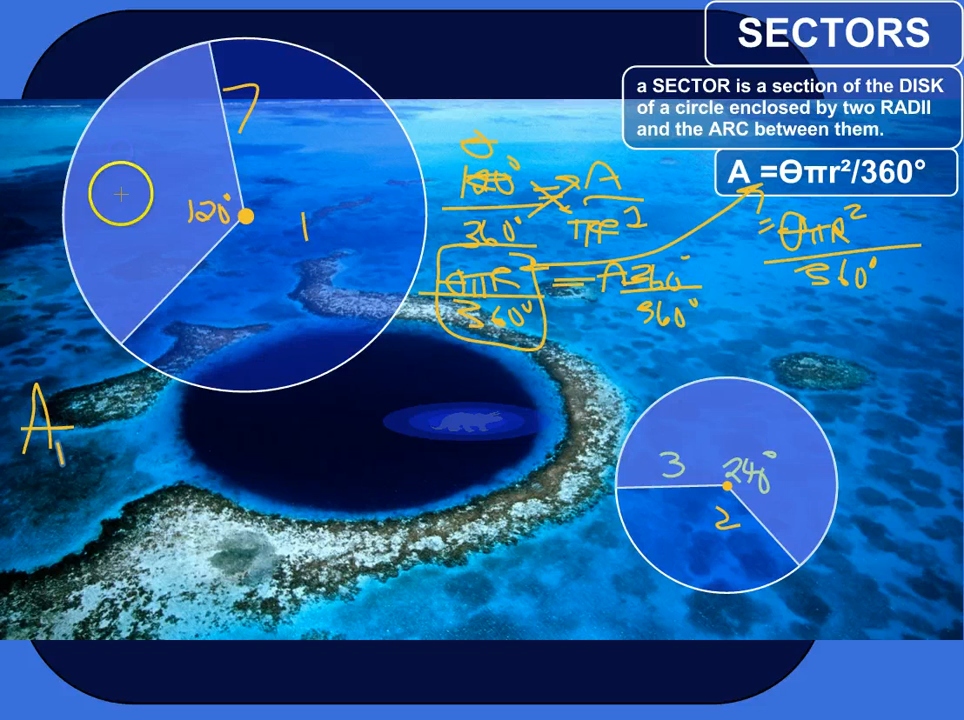 SECTORS
a SECTOR is a section of the DISK
of a circle enclosed by two RADII
and the ARC between them.
A =Θπr²/360°
7
120°
1
θ
A
360°
πR²
θπR² = A360°
360° 360°
= θπR²
360°
A₁
3
240°
2